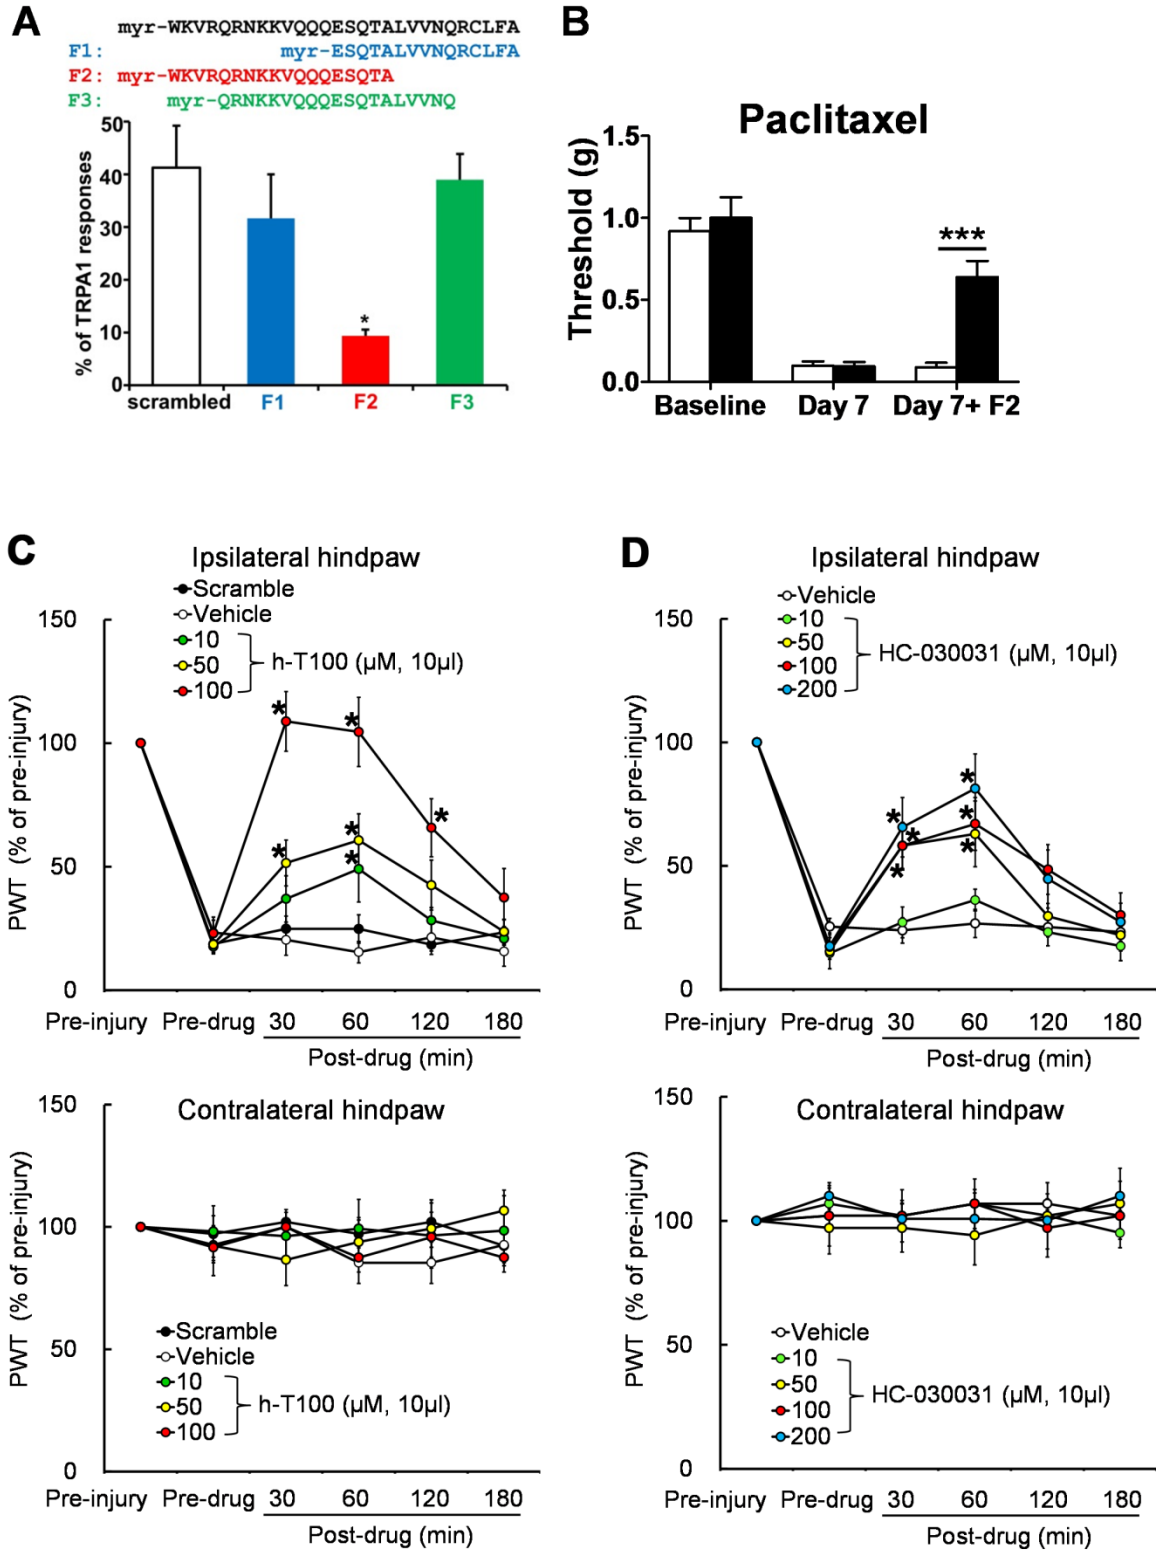 A
myr-WKVRQRNKKVQQQESQTALVVNQRCLFA
F1: myr-ESQTALVVNQRCLFA
F2: myr-WKVRQRNKKVQQQESQTA
F3: myr-QRNKKVQQQESQTALVVNQ
% of TRPA1 responses
50
40
30
20
10
0
*
scrambled F1 F2 F3
B
Paclitaxel
Threshold (g)
1.5
1.0
0.5
0.0
***
Baseline Day 7 Day 7+ F2
C
Ipsilateral hindpaw
Scramble
Vehicle
10
50
100
h-T100 (µM, 10µl)
PWT (% of pre-injury)
150
100
50
0
* * *
* *
*
Pre-injury Pre-drug 30 60 120 180
Post-drug (min)
Contralateral hindpaw
PWT (% of pre-injury)
150
100
50
0
Scramble
Vehicle
10
50
100
h-T100 (µM, 10µl)
Pre-injury Pre-drug 30 60 120 180
Post-drug (min)
D
Ipsilateral hindpaw
Vehicle
10
50
100
200
HC-030031 (µM, 10µl)
PWT (% of pre-injury)
150
100
50
0
* *
* *
* *
Pre-injury Pre-drug 30 60 120 180
Post-drug (min)
Contralateral hindpaw
PWT (% of pre-injury)
150
100
50
0
Vehicle
10
50
100
200
HC-030031 (µM, 10µl)
Pre-injury Pre-drug 30 60 120 180
Post-drug (min)